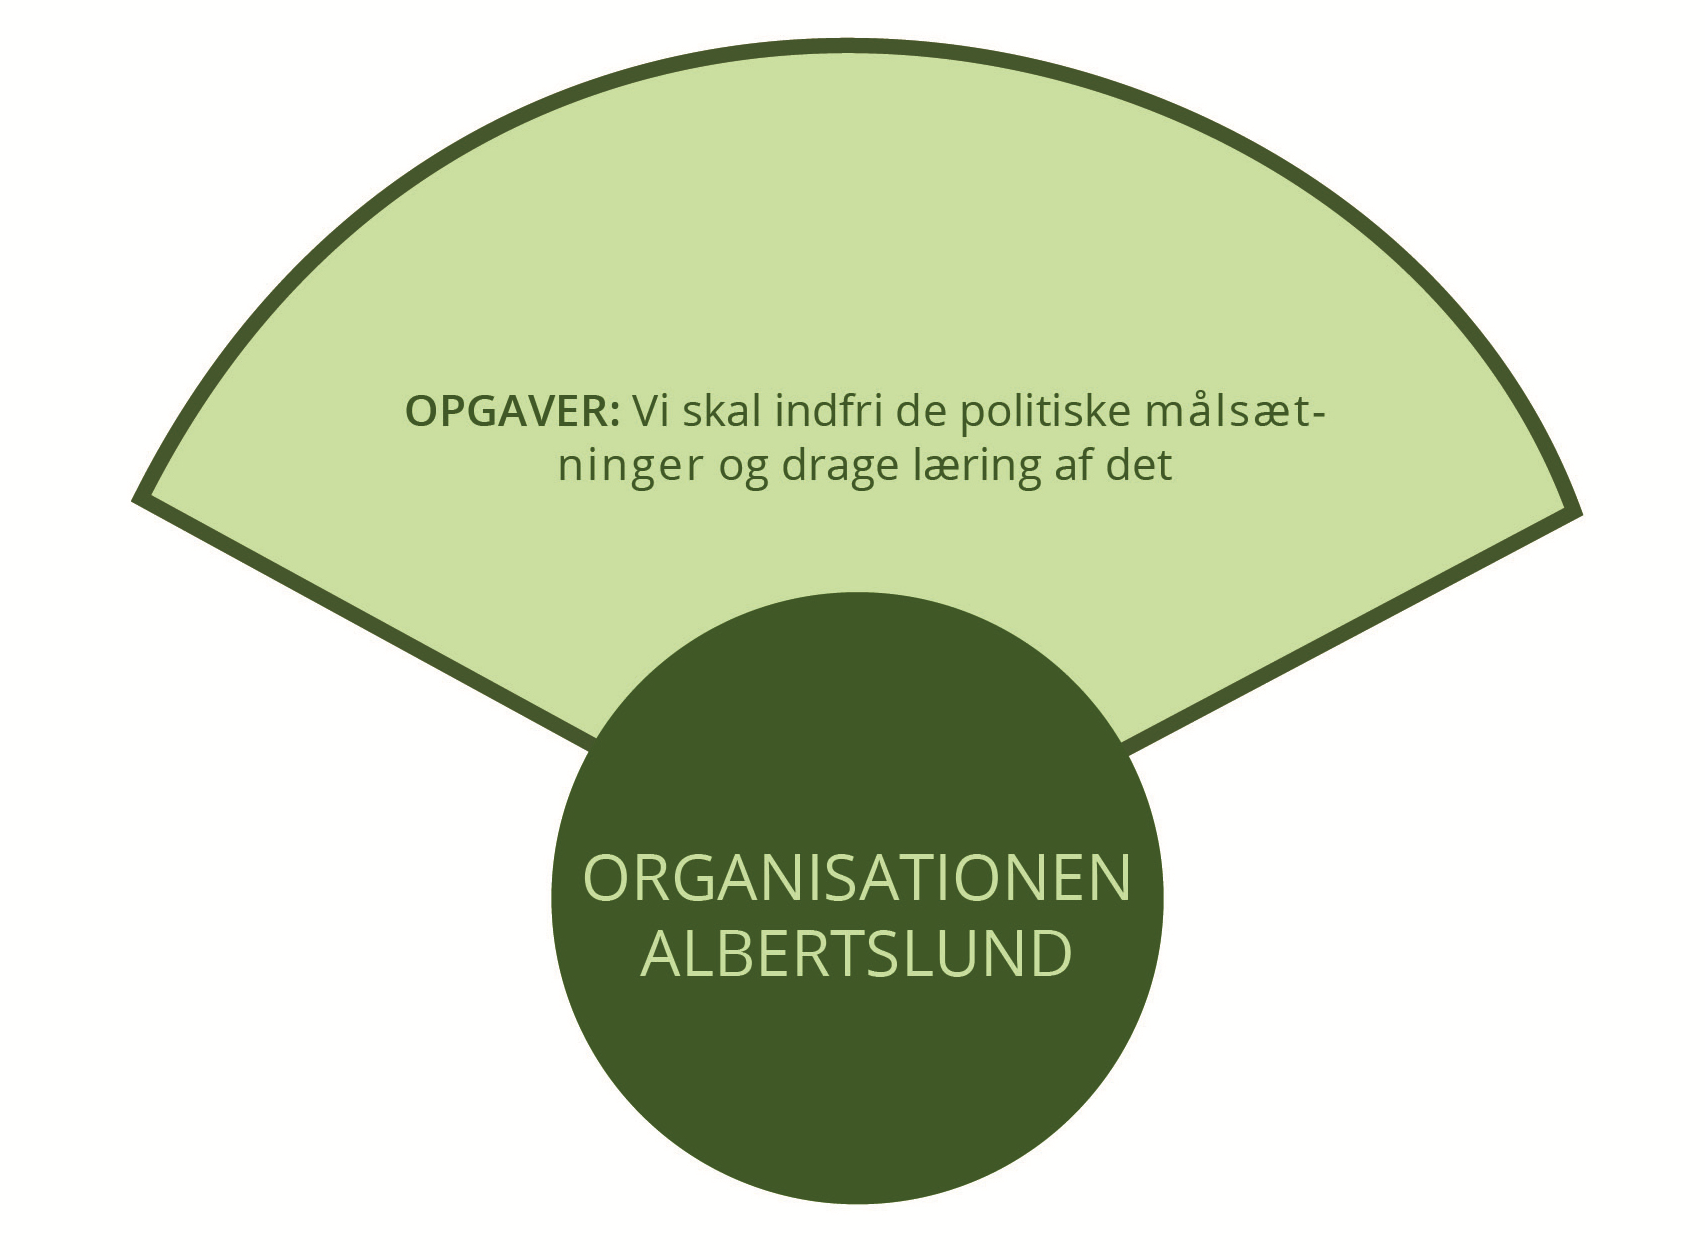 OPGAVER: Vi skal indfri de politiske målsæt-
ninger og drage læring af det
ORGANISATIONEN
ALBERTSLUND